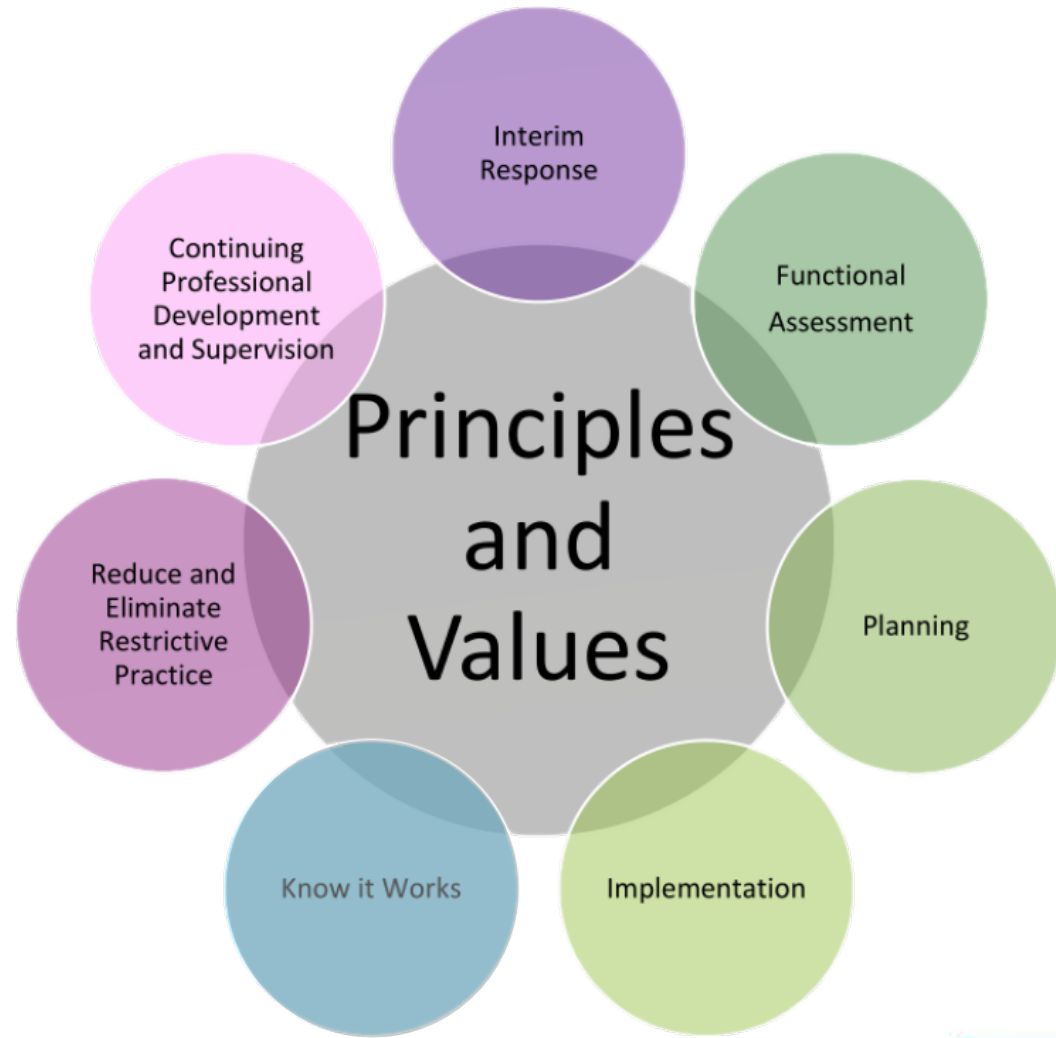 Interim
Response
Functional
Assessment
Planning
Implementation
Know it Works
Reduce and
Eliminate
Restrictive
Practice
Continuing
Professional
Development
and Supervision
Principles
and
Values